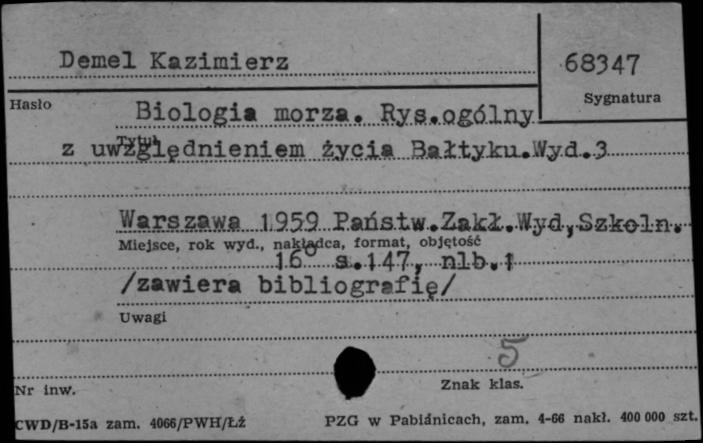 Demel Kazimierz
68347
Hasło
Sygnatura
Biologia morza. Rys.ogólny
Tytuł
z uwzględnieniem życia Bałtyku.Wyd.3
Warszawa 1959 Państw.Zakł.Wyd,Szkoln.
Miejsce, rok wyd., nakładca, format, objętość
16° s.147, nlb.1
/zawiera bibliografię/
Uwagi
5
Nr inw.
Znak klas.
CWD/B-15a zam. 4066/PWH/Łź
PZG w Pabianicach, zam. 4-66 nakł. 400 000 szt.